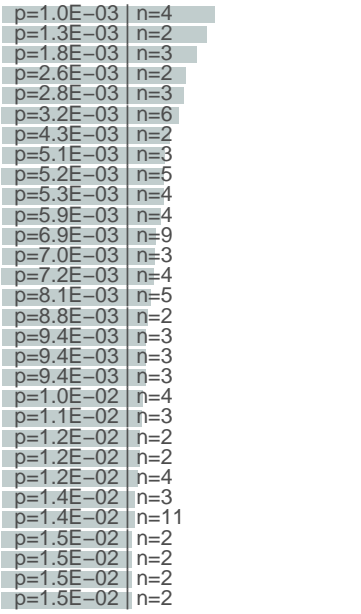 p=1.0E−03 n=4
p=1.3E−03 n=2
p=1.8E−03 n=3
p=2.6E−03 n=2
p=2.8E−03 n=3
p=3.2E−03 n=6
p=4.3E−03 n=2
p=5.1E−03 n=3
p=5.2E−03 n=5
p=5.3E−03 n=4
p=5.9E−03 n=4
p=6.9E−03 n=9
p=7.0E−03 n=3
p=7.2E−03 n=4
p=8.1E−03 n=5
p=8.8E−03 n=2
p=9.4E−03 n=3
p=9.4E−03 n=3
p=9.4E−03 n=3
p=1.0E−02 n=4
p=1.1E−02 n=3
p=1.2E−02 n=2
p=1.2E−02 n=2
p=1.2E−02 n=4
p=1.4E−02 n=3
p=1.4E−02 n=11
p=1.5E−02 n=2
p=1.5E−02 n=2
p=1.5E−02 n=2
p=1.5E−02 n=2